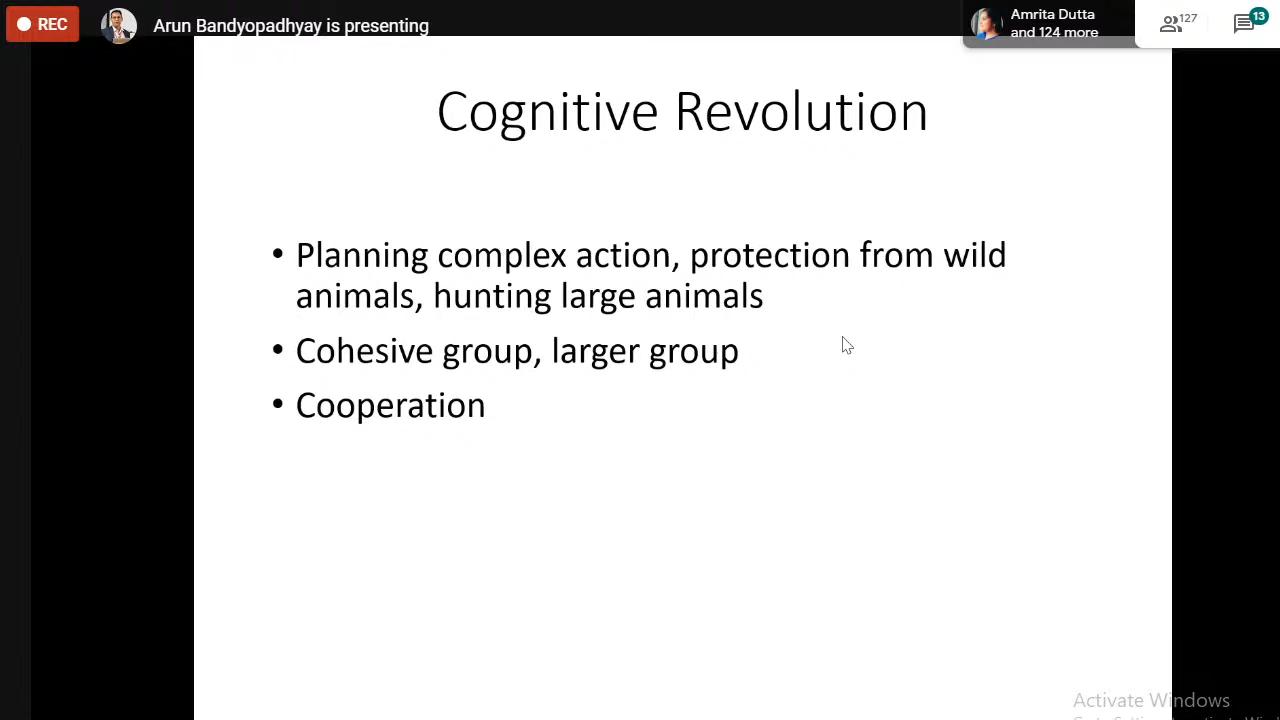 REC
Arun Bandyopadhyay is presenting
Amrita Dutta
and 124 more
127
13
Cognitive Revolution
• Planning complex action, protection from wild
animals, hunting large animals
• Cohesive group, larger group
• Cooperation
Activate Windows